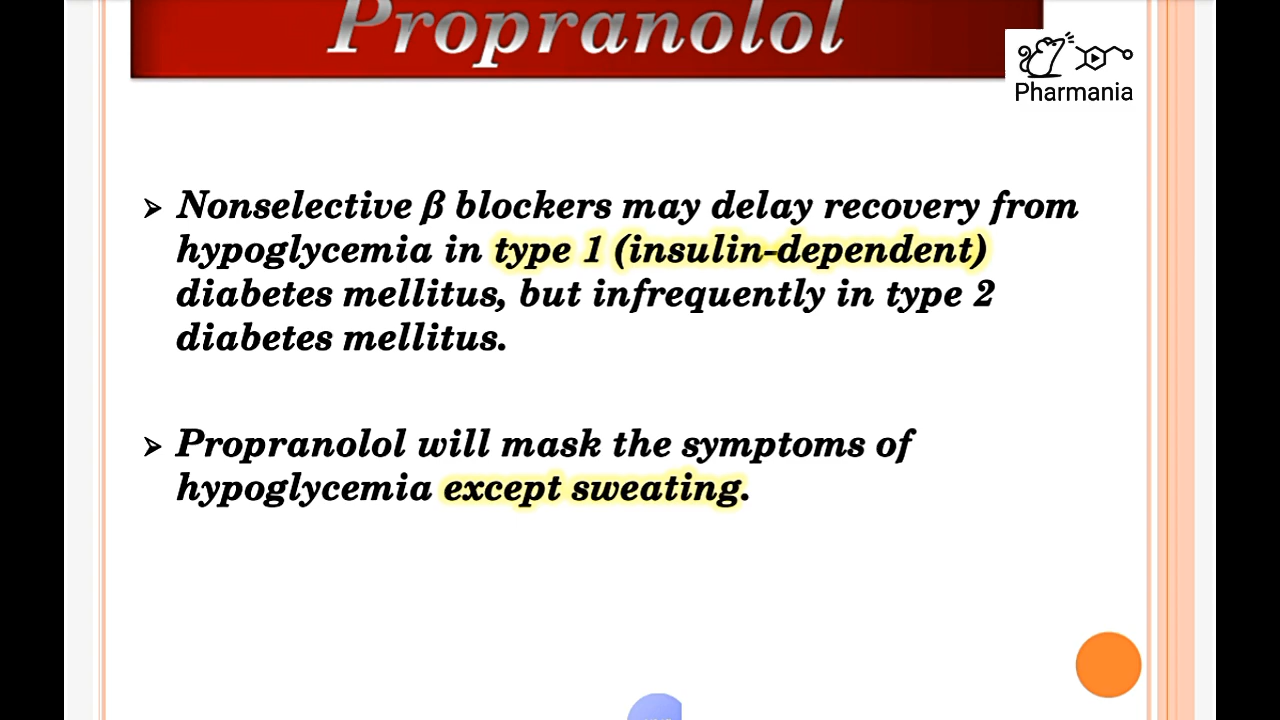 Propranolol
Pharmania
➢ Nonselective β blockers may delay recovery from
hypoglycemia in type 1 (insulin-dependent)
diabetes mellitus, but infrequently in type 2
diabetes mellitus.
➢ Propranolol will mask the symptoms of
hypoglycemia except sweating.